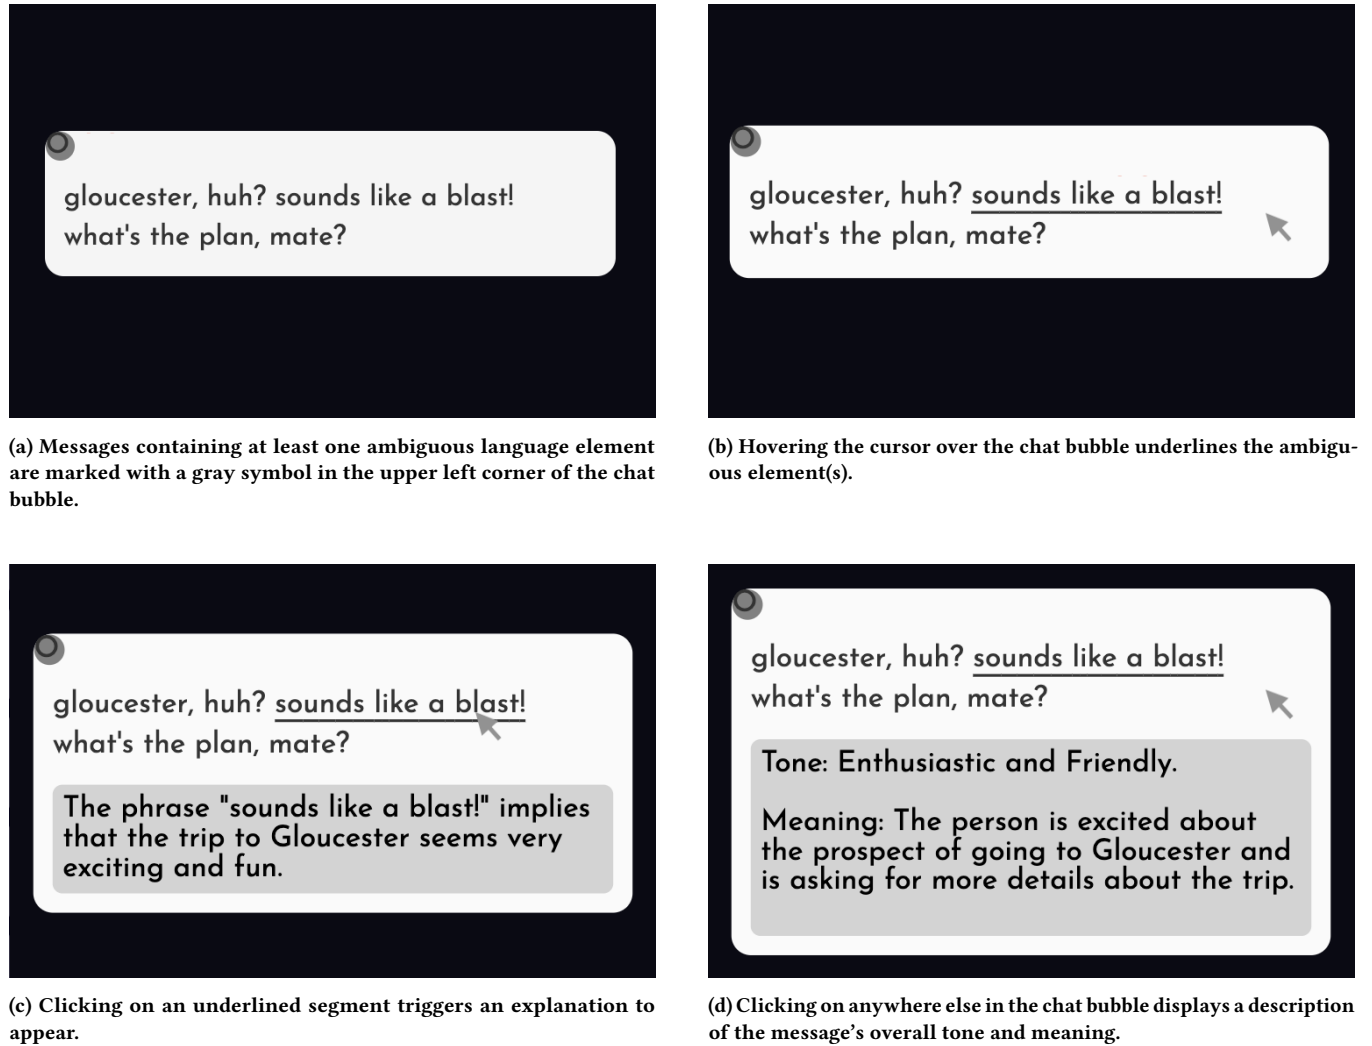 gloucester, huh? sounds like a blast!
what's the plan, mate?
(a) Messages containing at least one ambiguous language element
are marked with a gray symbol in the upper left corner of the chat
bubble.
gloucester, huh? sounds like a blast!
what's the plan, mate?
(b) Hovering the cursor over the chat bubble underlines the ambigu-
ous element(s).
gloucester, huh? sounds like a blast!
what's the plan, mate?
The phrase "sounds like a blast!" implies
that the trip to Gloucester seems very
exciting and fun.
(c) Clicking on an underlined segment triggers an explanation to
appear.
gloucester, huh? sounds like a blast!
what's the plan, mate?
Tone: Enthusiastic and Friendly.
Meaning: The person is excited about
the prospect of going to Gloucester and
is asking for more details about the trip.
(d) Clicking on anywhere else in the chat bubble displays a description
of the message's overall tone and meaning.